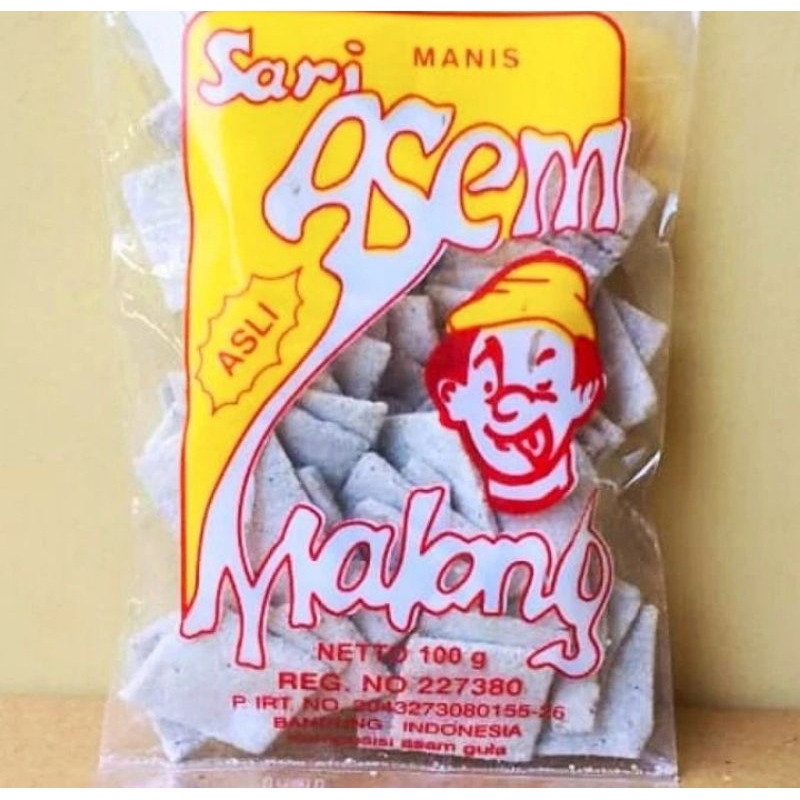 Sari
MANIS
Asem
ASLI
Malang
NETTO 100 g
REG. NO 227380
P IRT. NO. 2043273080155-26
BANDUNG INDONESIA
komposisi asam gula